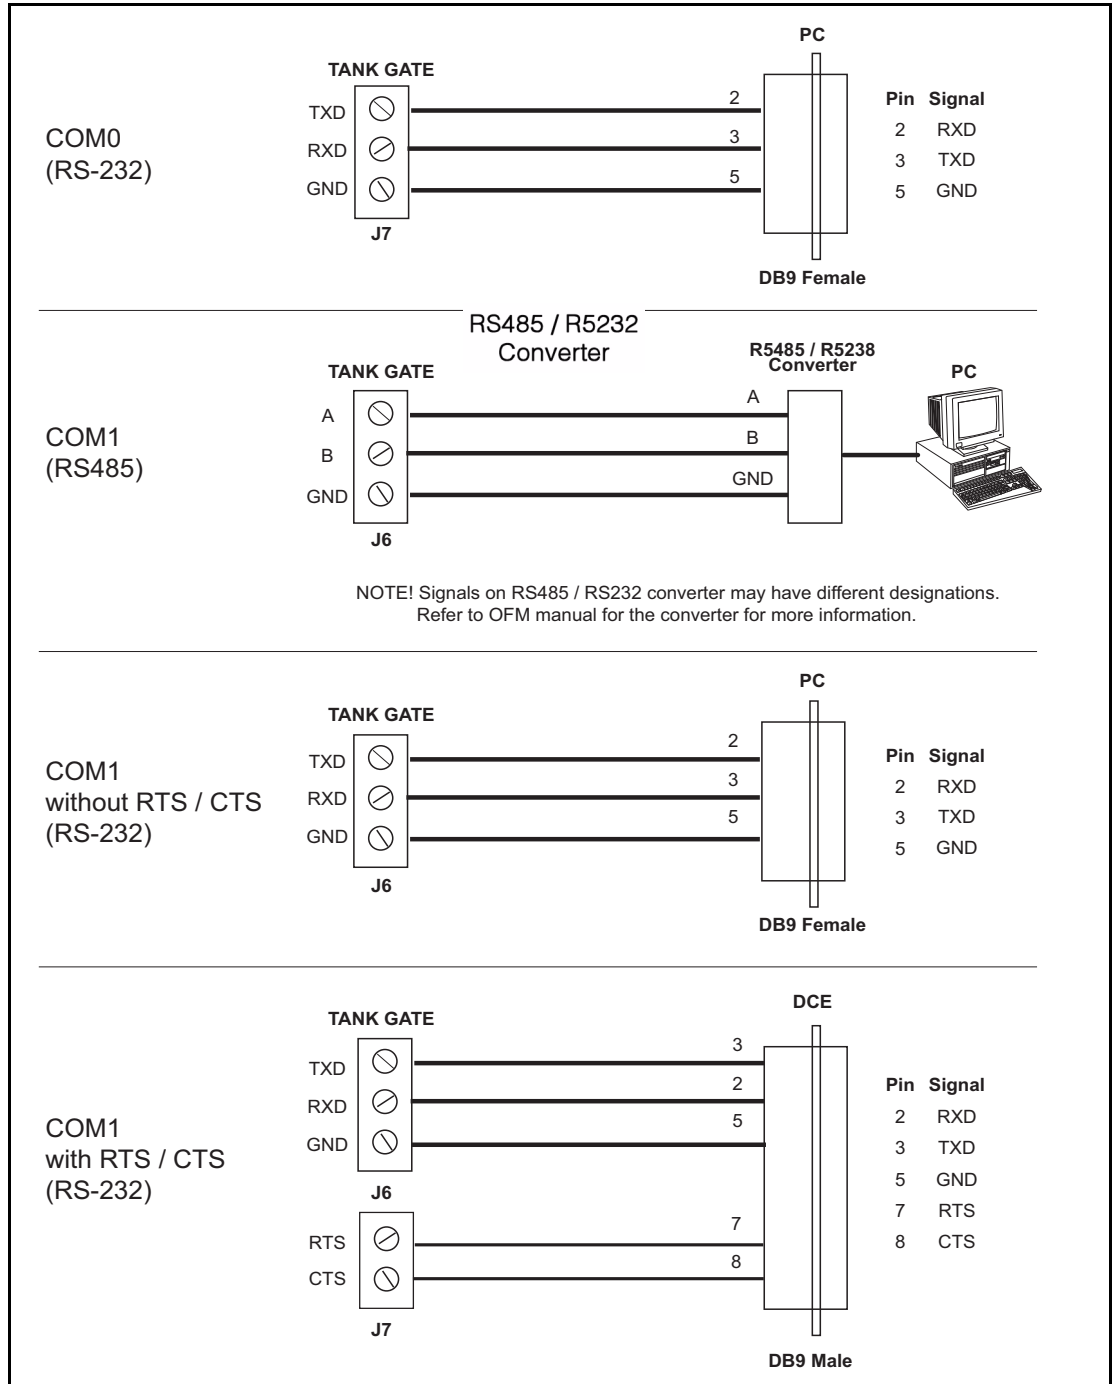 PC
TANK GATE
TXD
RXD
GND
J7
COM0
(RS-232)
2
3
5
DB9 Female
Pin Signal
2 RXD
3 TXD
5 GND
RS485 / R5232
Converter
R5485 / R5238
Converter
PC
TANK GATE
A
B
GND
J6
COM1
(RS485)
A
B
GND
NOTE! Signals on RS485 / RS232 converter may have different designations.
Refer to OFM manual for the converter for more information.
PC
TANK GATE
TXD
RXD
GND
J6
COM1
without RTS / CTS
(RS-232)
2
3
5
DB9 Female
Pin Signal
2 RXD
3 TXD
5 GND
DCE
TANK GATE
TXD
RXD
GND
J6
RTS
CTS
J7
COM1
with RTS / CTS
(RS-232)
3
2
5
7
8
DB9 Male
Pin Signal
2 RXD
3 TXD
5 GND
7 RTS
8 CTS